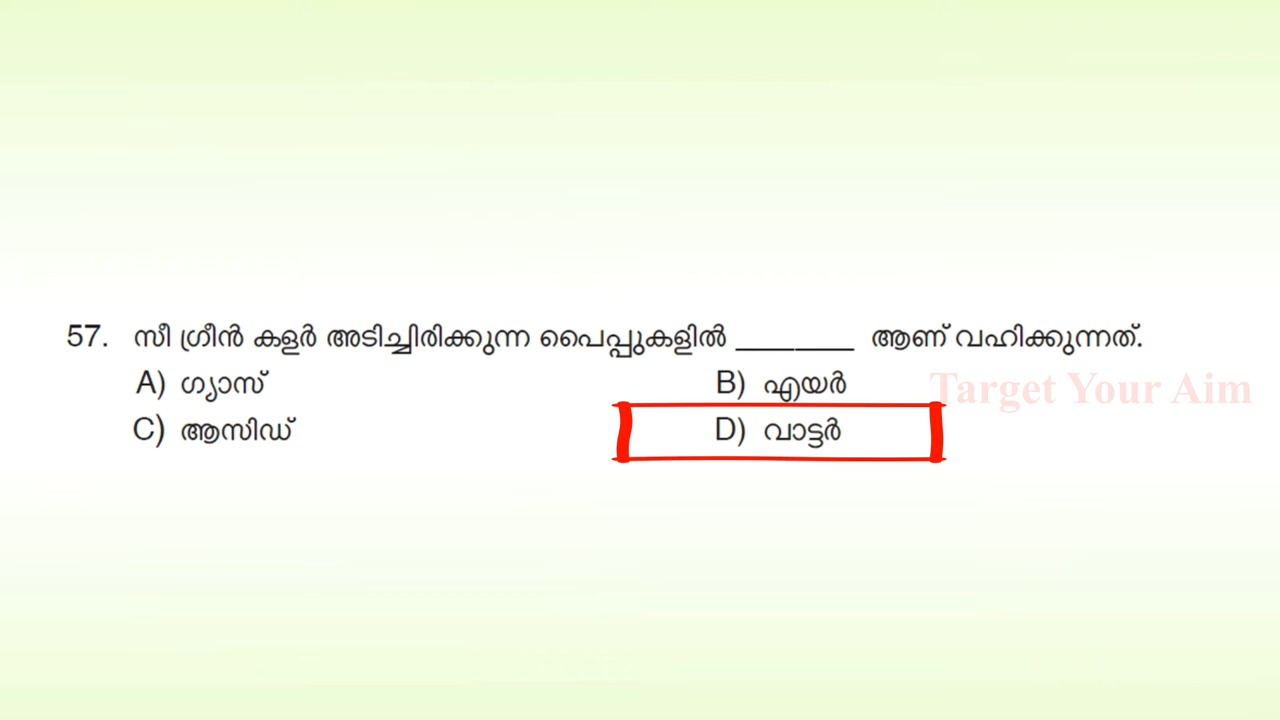 57. സീ ഗ്രീൻ കളർ അടിച്ചിരിക്കുന്ന പൈപ്പുകളിൽ ________ ആണ് വഹിക്കുന്നത്.
A) ഗ്യാസ് B) എയർ
Target Your Aim
C) ആസിഡ് D) വാട്ടർ